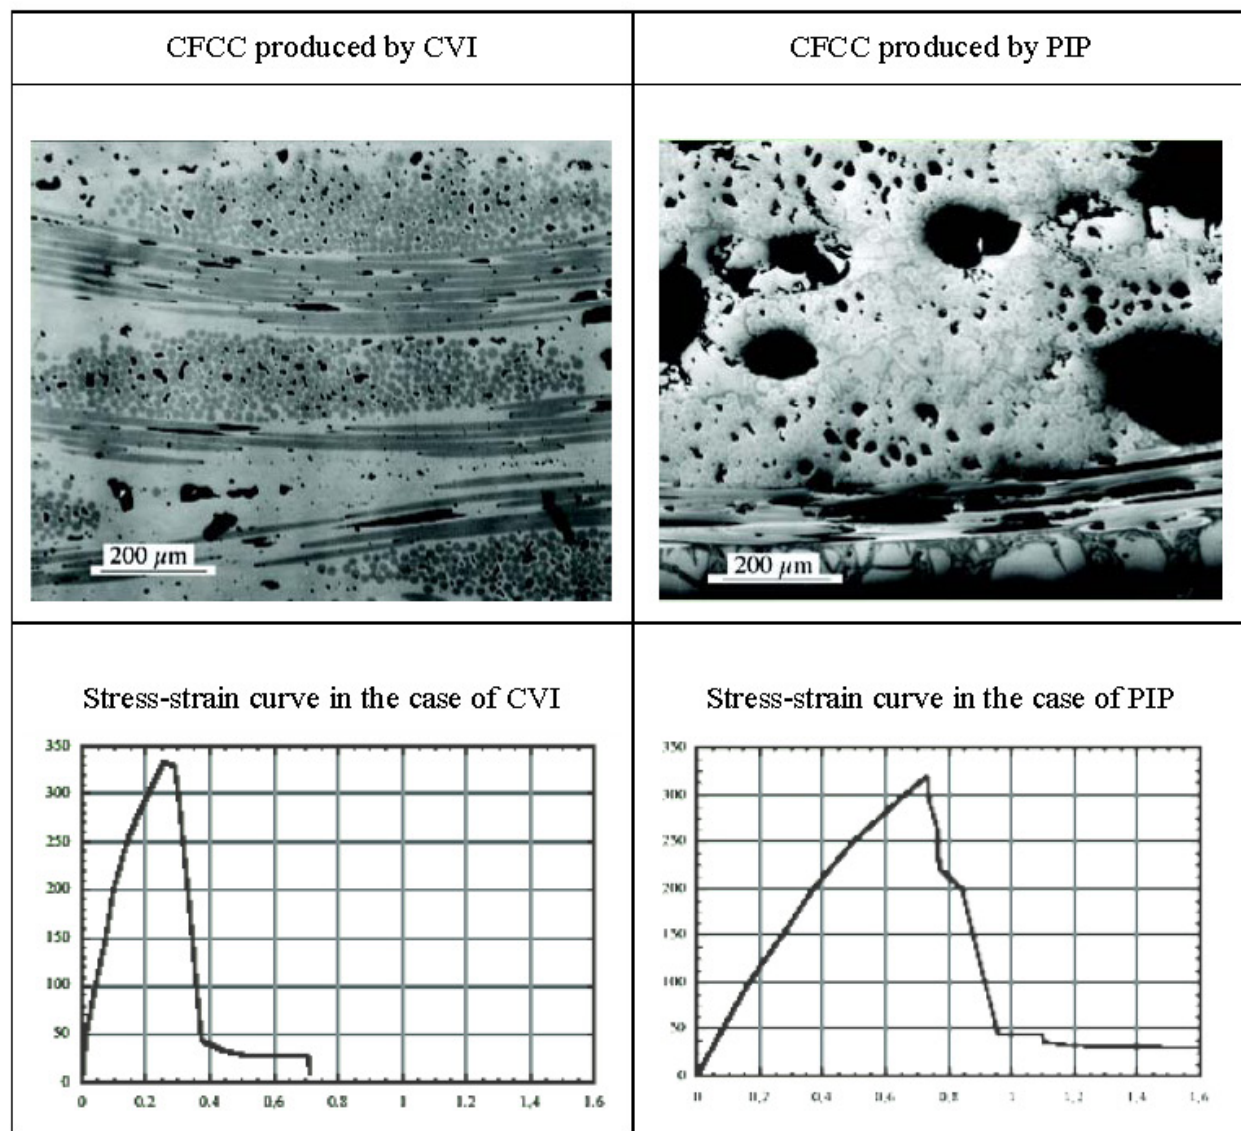 CFCC produced by CVI
CFCC produced by PIP
200 μm
200 μm
Stress-strain curve in the case of CVI
Stress-strain curve in the case of PIP
350
300
250
200
150
100
50
0
0 0.2 0.4 0.6 0.8 1 1.2 1.4 1.6
350
300
250
200
150
100
50
0
0 0,2 0,4 0,6 0,8 1 1,2 1,4 1,6